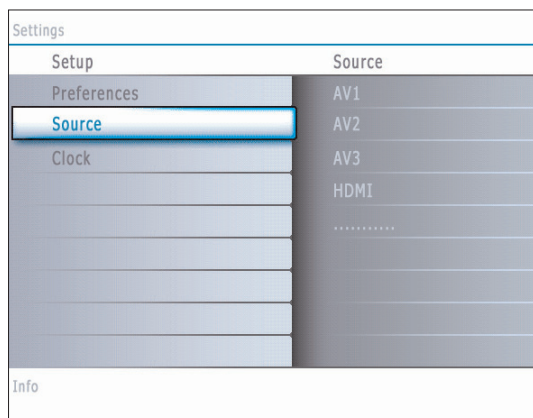 Settings
Setup
Source
Preferences
AV1
Source
AV2
Clock
AV3
HDMI
...........
Info